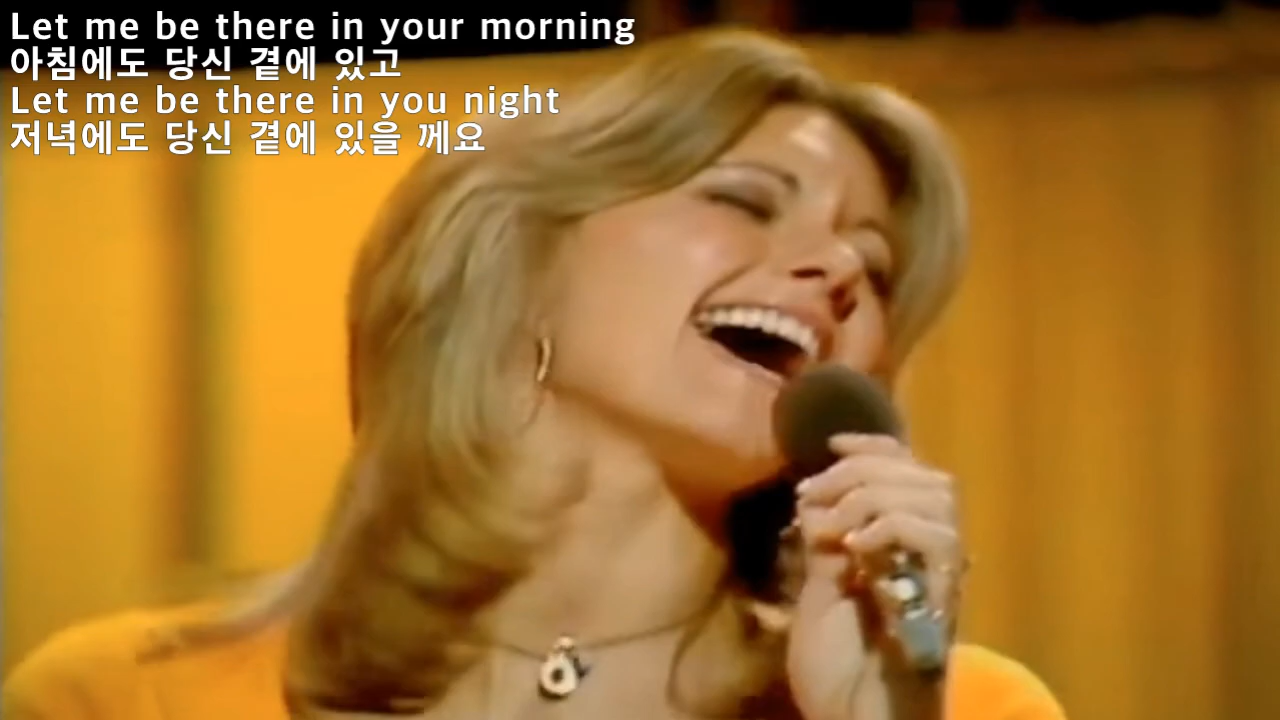 Let me be there in your morning
아침에도 당신 곁에 있고
Let me be there in you night
저녁에도 당신 곁에 있을 께요